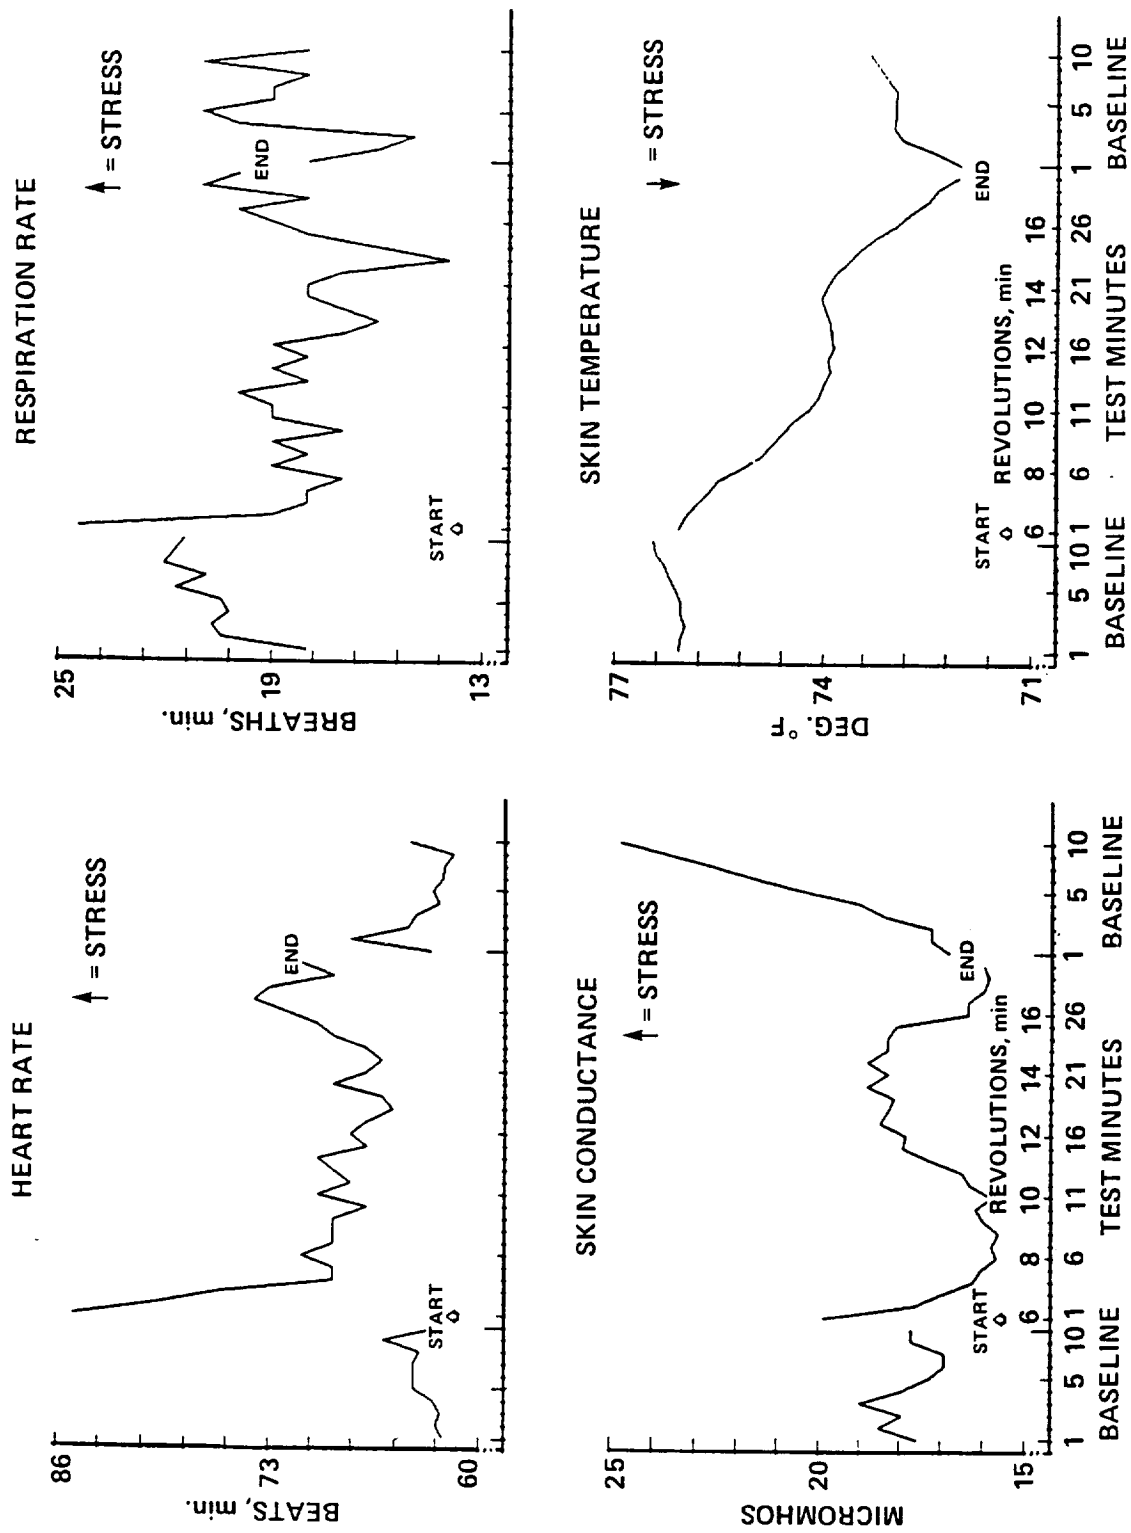 HEART RATE
↑ = STRESS
86
73
60
BEATS, min.
START
END
RESPIRATION RATE
↑ = STRESS
25
19
13
BREATHS, min.
START
END
SKIN CONDUCTANCE
↑ = STRESS
25
20
15
MICROMHOS
START
END
REVOLUTIONS, min
6 8 10 12 14 16
1 5 10 1 6 11 16 21 26 1 5 10
BASELINE TEST MINUTES BASELINE
SKIN TEMPERATURE
↓ = STRESS
77
74
71
DEG. °F
START
END
REVOLUTIONS, min
6 8 10 12 14 16
1 5 10 1 6 11 16 21 26 1 5 10
BASELINE TEST MINUTES BASELINE